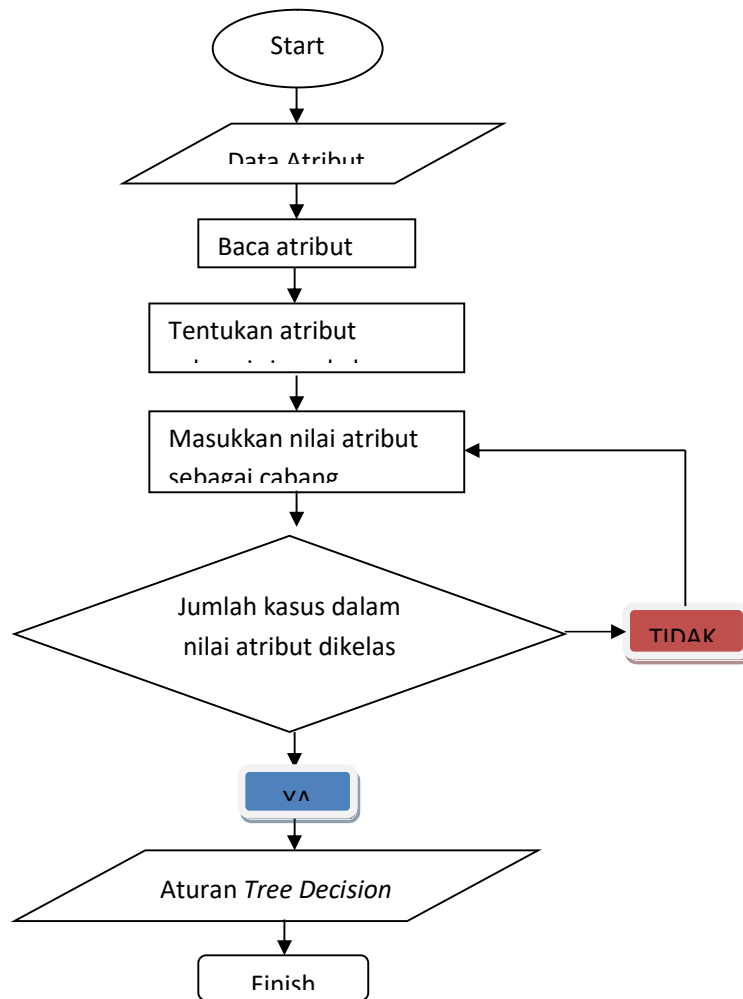 Start
Data Atribut
Baca atribut
Tentukan atribut
Masukkan nilai atribut
sebagai cabang
Jumlah kasus dalam
nilai atribut dikelas
TIDAK
YA
Aturan Tree Decision
Finish